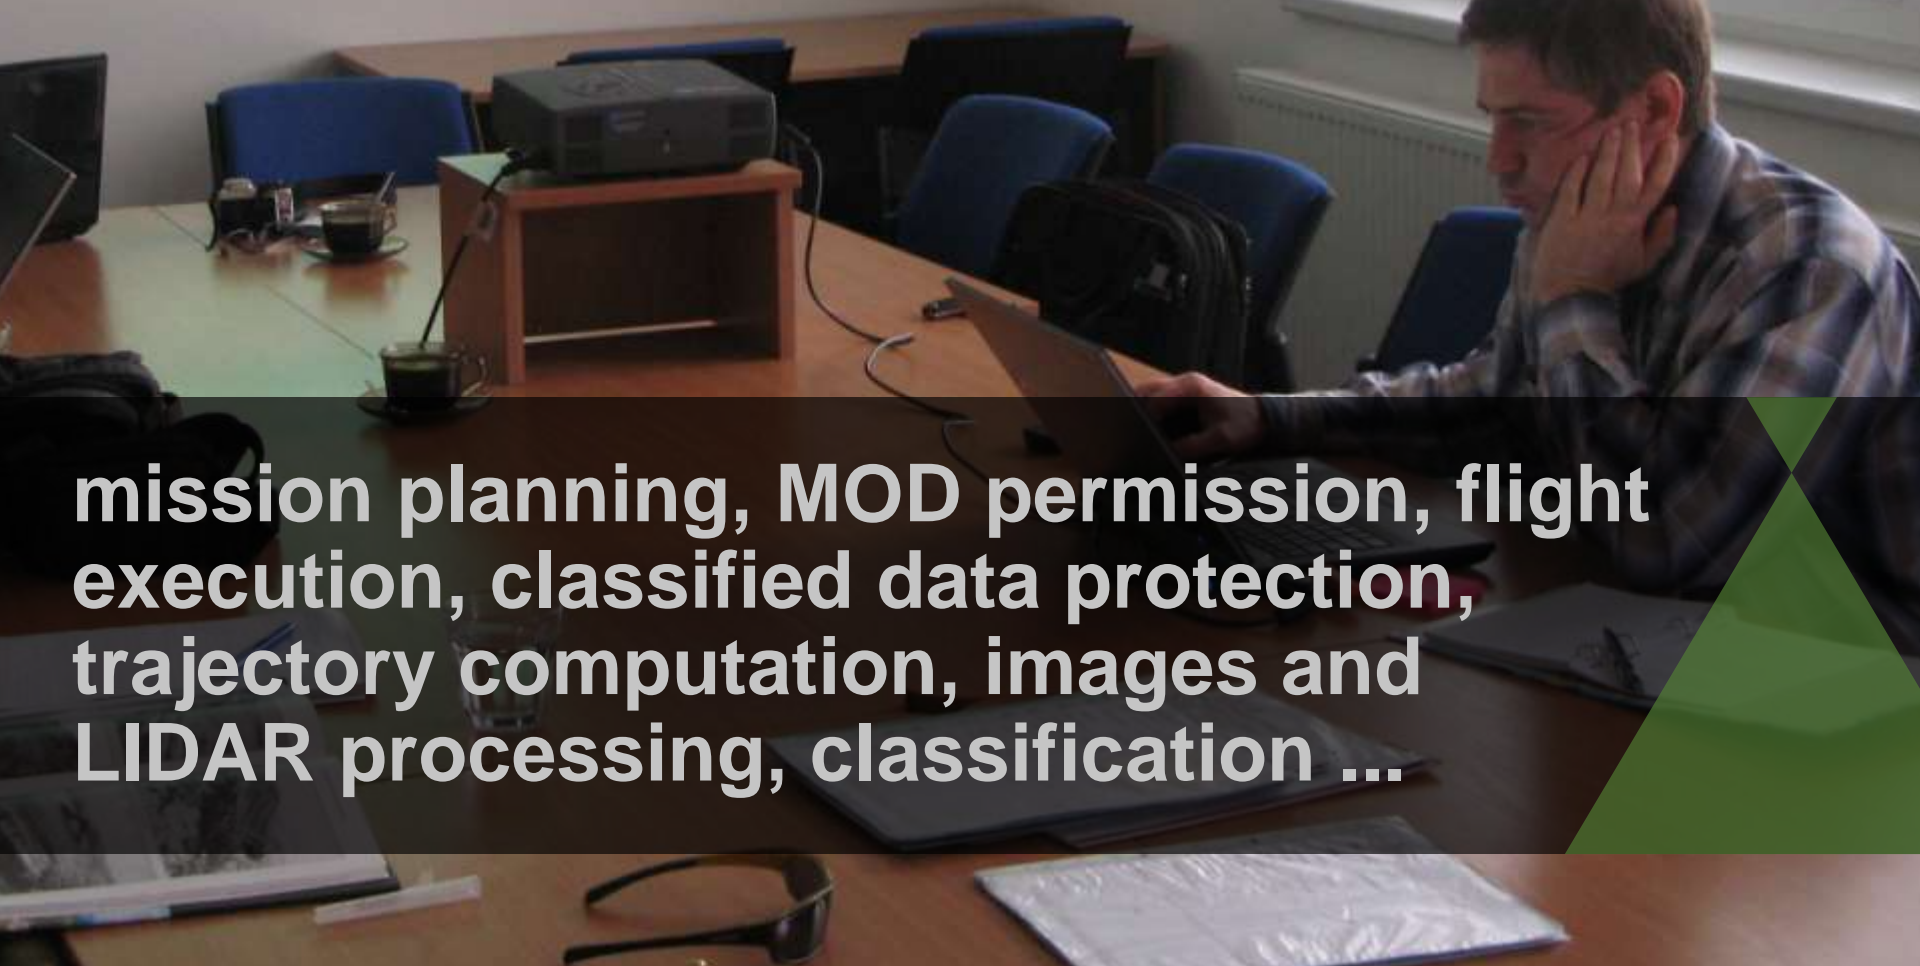 mission planning, MOD permission, flight
execution, classified data protection,
trajectory computation, images and
LIDAR processing, classification ...